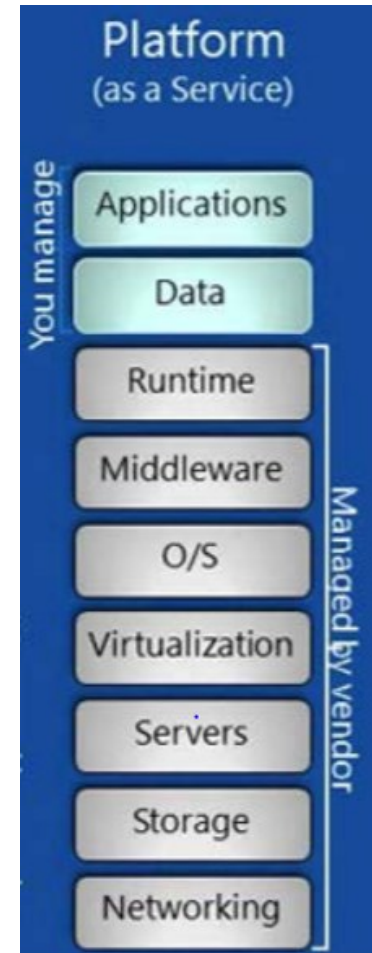 Platform
(as a Service)
You manage
Applications
Data
Runtime
Middleware
O/S
Virtualization
Servers
Storage
Networking
Managed by vendor